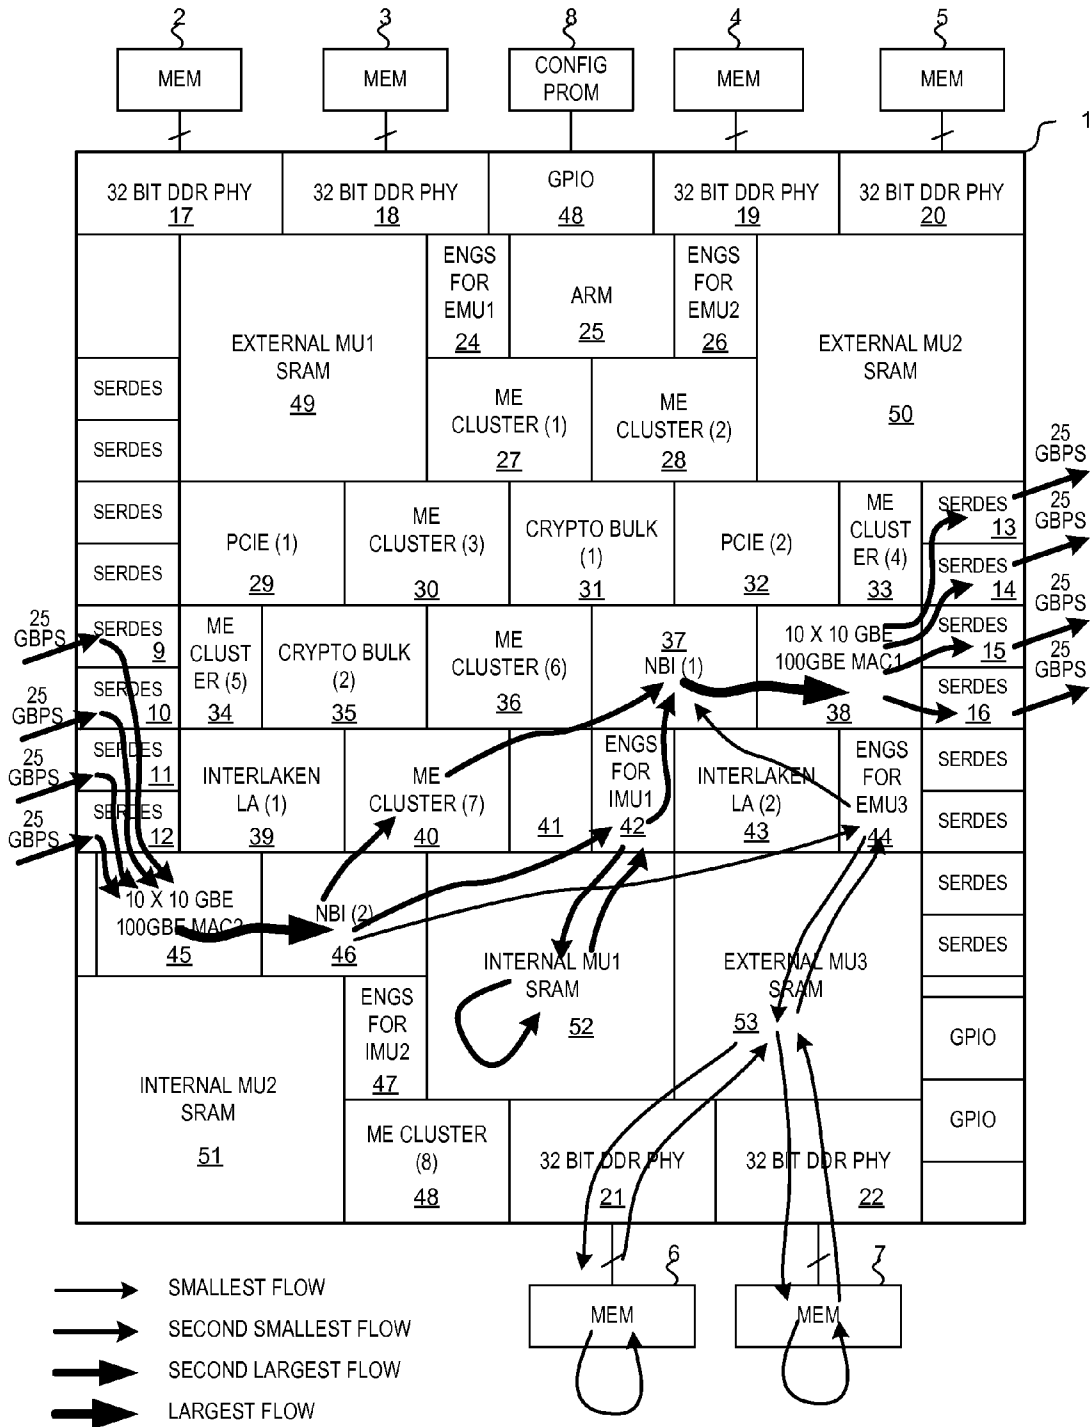 2
3
8
4
5
MEM
MEM
CONFIG
PROM
MEM
MEM
1
32 BIT DDR PHY
17
32 BIT DDR PHY
18
GPIO
48
32 BIT DDR PHY
19
32 BIT DDR PHY
20
EXTERNAL MU1
SRAM
49
ENGS
FOR
EMU1
24
ARM
25
ENGS
FOR
EMU2
26
EXTERNAL MU2
SRAM
50
SERDES
SERDES
ME
CLUSTER (1)
27
ME
CLUSTER (2)
28
SERDES
SERDES
PCIE (1)
29
ME
CLUSTER (3)
30
CRYPTO BULK
(1)
31
PCIE (2)
32
ME
CLUST
ER (4)
33
SERDES
13
SERDES
14
25
GBPS
25
GBPS
25
GBPS
25
GBPS
25
GBPS
25
GBPS
25
GBPS
25
GBPS
SERDES
9
SERDES
10
ME
CLUST
ER (5)
34
CRYPTO BULK
(2)
35
ME
CLUSTER (6)
36
37
NBI (1)
10 X 10 GBE
100GBE MAC1
38
SERDES
15
SERDES
16
SERDES
11
SERDES
12
INTERLAKEN
LA (1)
39
ME
CLUSTER (7)
40
41
ENGS
FOR
IMU1
42
INTERLAKEN
LA (2)
43
ENGS
FOR
EMU3
44
SERDES
SERDES
10 X 10 GBE
100GBE MAC2
45
NBI (2)
46
INTERNAL MU1
SRAM
52
EXTERNAL MU3
SRAM
53
SERDES
SERDES
INTERNAL MU2
SRAM
51
ENGS
FOR
IMU2
47
GPIO
GPIO
ME CLUSTER
(8)
48
32 BIT DDR PHY
21
32 BIT DDR PHY
22
6
7
MEM
MEM
SMALLEST FLOW
SECOND SMALLEST FLOW
SECOND LARGEST FLOW
LARGEST FLOW